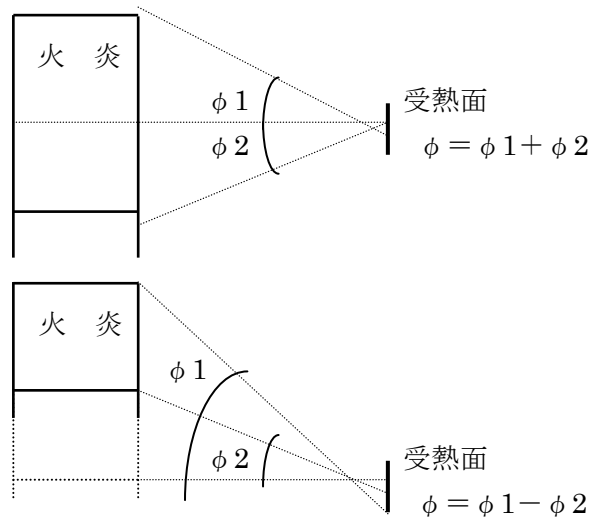 火 炎
φ1
φ2
受熱面
φ=φ1+φ2
火 炎
φ1
φ2
受熱面
φ=φ1-φ2